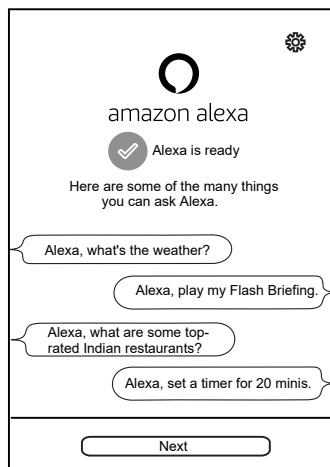 amazon alexa
Alexa is ready
Here are some of the many things
you can ask Alexa.
Alexa, what's the weather?
Alexa, play my Flash Briefing.
Alexa, what are some top-
rated Indian restaurants?
Alexa, set a timer for 20 minis.
Next